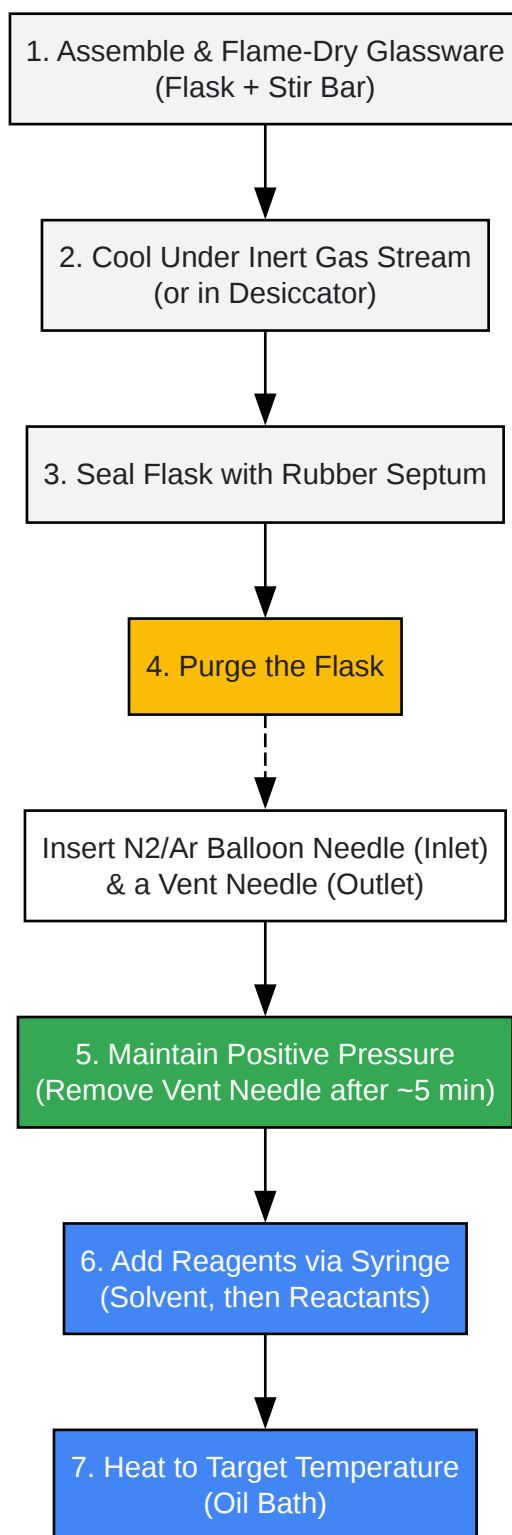 1. Assemble & Flame-Dry Glassware
(Flask + Stir Bar)
2. Cool Under Inert Gas Stream
(or in Desiccator)
3. Seal Flask with Rubber Septum
4. Purge the Flask
Insert N2/Ar Balloon Needle (Inlet)
& a Vent Needle (Outlet)
5. Maintain Positive Pressure
(Remove Vent Needle after ~5 min)
6. Add Reagents via Syringe
(Solvent, then Reactants)
7. Heat to Target Temperature
(Oil Bath)